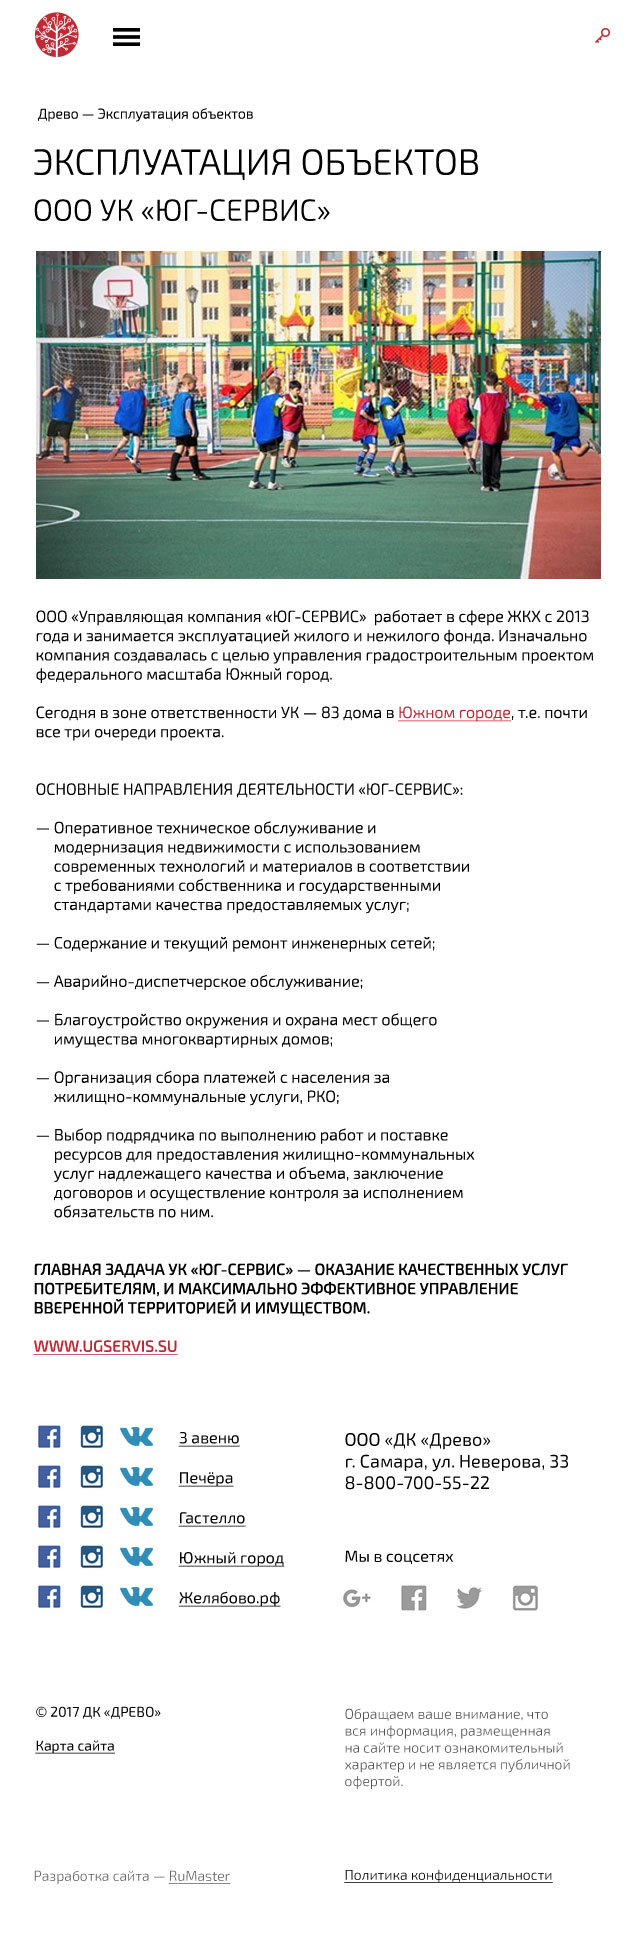 Древо — Эксплуатация объектов
ЭКСПЛУАТАЦИЯ ОБЪЕКТОВ
ООО УК «ЮГ-СЕРВИС»
ООО «Управляющая компания «ЮГ-СЕРВИС» работает в сфере ЖКХ с 2013
года и занимается эксплуатацией жилого и нежилого фонда. Изначально
компания создавалась с целью управления градостроительным проектом
федерального масштаба Южный город.
Сегодня в зоне ответственности УК — 83 дома в Южном городе, т.е. почти
все три очереди проекта.
ОСНОВНЫЕ НАПРАВЛЕНИЯ ДЕЯТЕЛЬНОСТИ «ЮГ-СЕРВИС»:
— Оперативное техническое обслуживание и
модернизация недвижимости с использованием
современных технологий и материалов в соответствии
с требованиями собственника и государственными
стандартами качества предоставляемых услуг;
— Содержание и текущий ремонт инженерных сетей;
— Аварийно-диспетчерское обслуживание;
— Благоустройство окружения и охрана мест общего
имущества многоквартирных домов;
— Организация сбора платежей с населения за
жилищно-коммунальные услуги, РКО;
— Выбор подрядчика по выполнению работ и поставке
ресурсов для предоставления жилищно-коммунальных
услуг надлежащего качества и объема, заключение
договоров и осуществление контроля за исполнением
обязательств по ним.
ГЛАВНАЯ ЗАДАЧА УК «ЮГ-СЕРВИС» — ОКАЗАНИЕ КАЧЕСТВЕННЫХ УСЛУГ
ПОТРЕБИТЕЛЯМ, И МАКСИМАЛЬНО ЭФФЕКТИВНОЕ УПРАВЛЕНИЕ
ВВЕРЕННОЙ ТЕРРИТОРИЕЙ И ИМУЩЕСТВОМ.
WWW.UGSERVIS.SU
3 авеню
Печёра
Гастелло
Южный город
Желябово.рф
ООО «ДК «Древо»
г. Самара, ул. Неверова, 33
8-800-700-55-22
Мы в соцсетях
© 2017 ДК «ДРЕВО»
Карта сайта
Обращаем ваше внимание, что
вся информация, размещенная
на сайте носит ознакомительный
характер и не является публичной
офертой.
Разработка сайта — RuMaster
Политика конфиденциальности